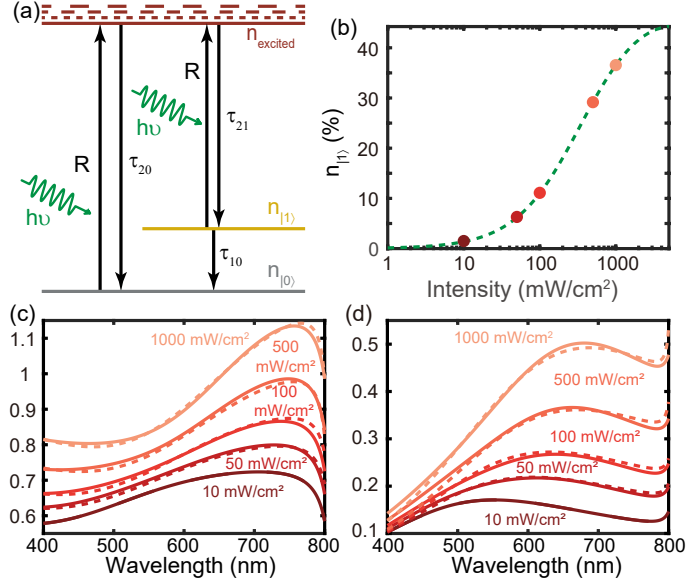 (a)
n_excited
R
R
hυ
hυ
τ20
τ21
n|1⟩
τ10
n|0⟩
(b)
n|1⟩ (%)
40
30
20
10
0
1
10
100
1000
Intensity (mW/cm²)
(c)
1.1
1
0.9
0.8
0.7
0.6
1000 mW/cm²
500
mW/cm²
100
mW/cm²
50 mW/cm²
10 mW/cm²
400 500 600 700 800
Wavelength (nm)
(d)
0.5
0.4
0.3
0.2
0.1
1000 mW/cm²
500 mW/cm²
100 mW/cm²
50 mW/cm²
10 mW/cm²
400 500 600 700 800
Wavelength (nm)